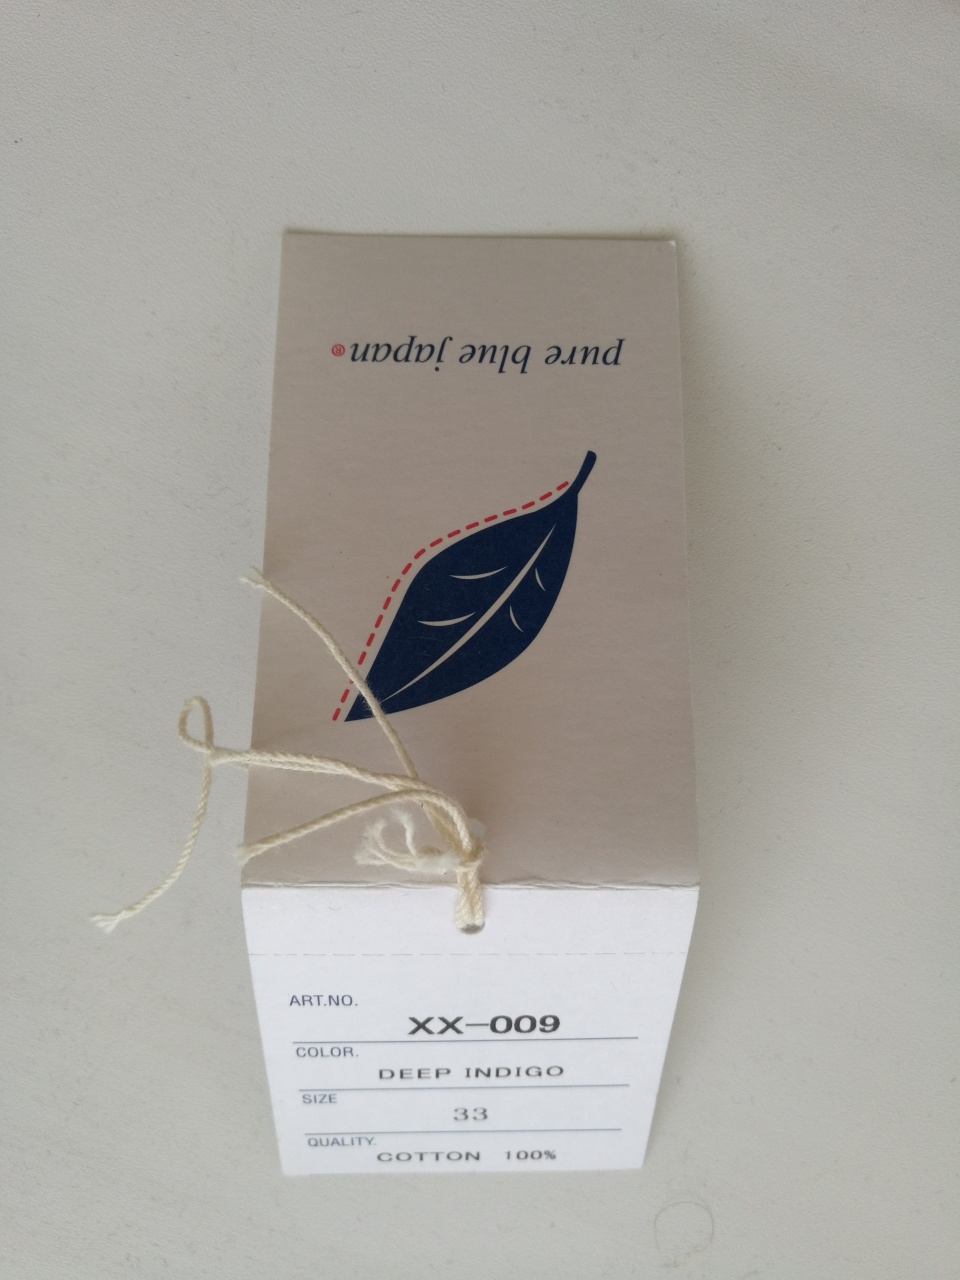 pure blue japan®
ART.NO.
XX-009
COLOR.
DEEP INDIGO
SIZE
33
QUALITY.
COTTON 100%